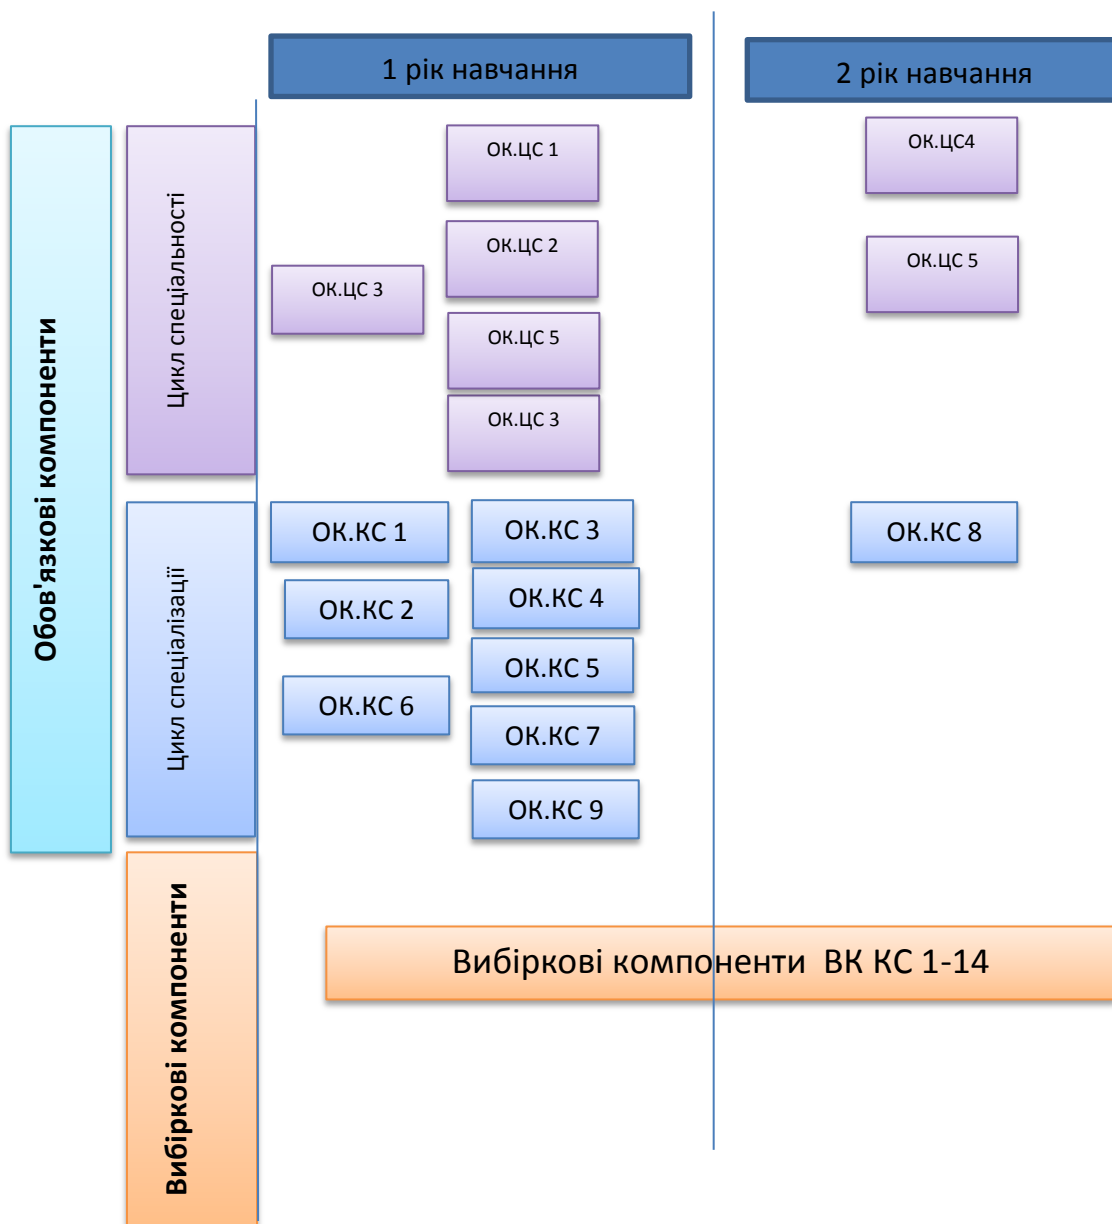 1 рік навчання
2 рік навчання
Обов'язкові компоненти
Цикл спеціальності
ОК.ЦС 1
ОК.ЦС 2
ОК.ЦС 3
ОК.ЦС 5
ОК.ЦС 3
ОК.ЦС4
ОК.ЦС 5
Цикл спеціалізації
ОК.КС 1
ОК.КС 2
ОК.КС 6
ОК.КС 3
ОК.КС 4
ОК.КС 5
ОК.КС 7
ОК.КС 9
ОК.КС 8
Вибіркові компоненти
Вибіркові компоненти ВК КС 1-14